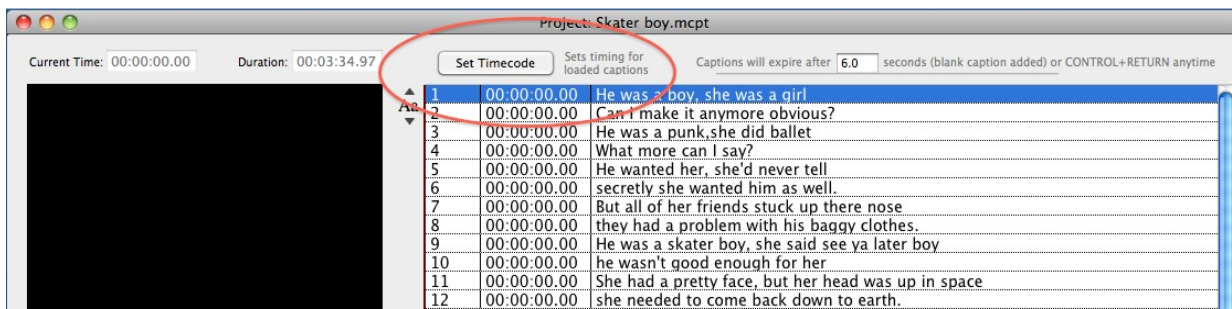 Project: Skater boy.mcpt
Current Time: 00:00:00.00 Duration: 00:03:34.97 Set Timecode Sets timing for
loaded captions Captions will expire after 6.0 seconds (blank caption added) or CONTROL+RETURN anytime
Aa
1 00:00:00.00 He was a boy, she was a girl
2 00:00:00.00 Can I make it anymore obvious?
3 00:00:00.00 He was a punk,she did ballet
4 00:00:00.00 What more can I say?
5 00:00:00.00 He wanted her, she'd never tell
6 00:00:00.00 secretly she wanted him as well.
7 00:00:00.00 But all of her friends stuck up there nose
8 00:00:00.00 they had a problem with his baggy clothes.
9 00:00:00.00 He was a skater boy, she said see ya later boy
10 00:00:00.00 he wasn't good enough for her
11 00:00:00.00 She had a pretty face, but her head was up in space
12 00:00:00.00 she needed to come back down to earth.